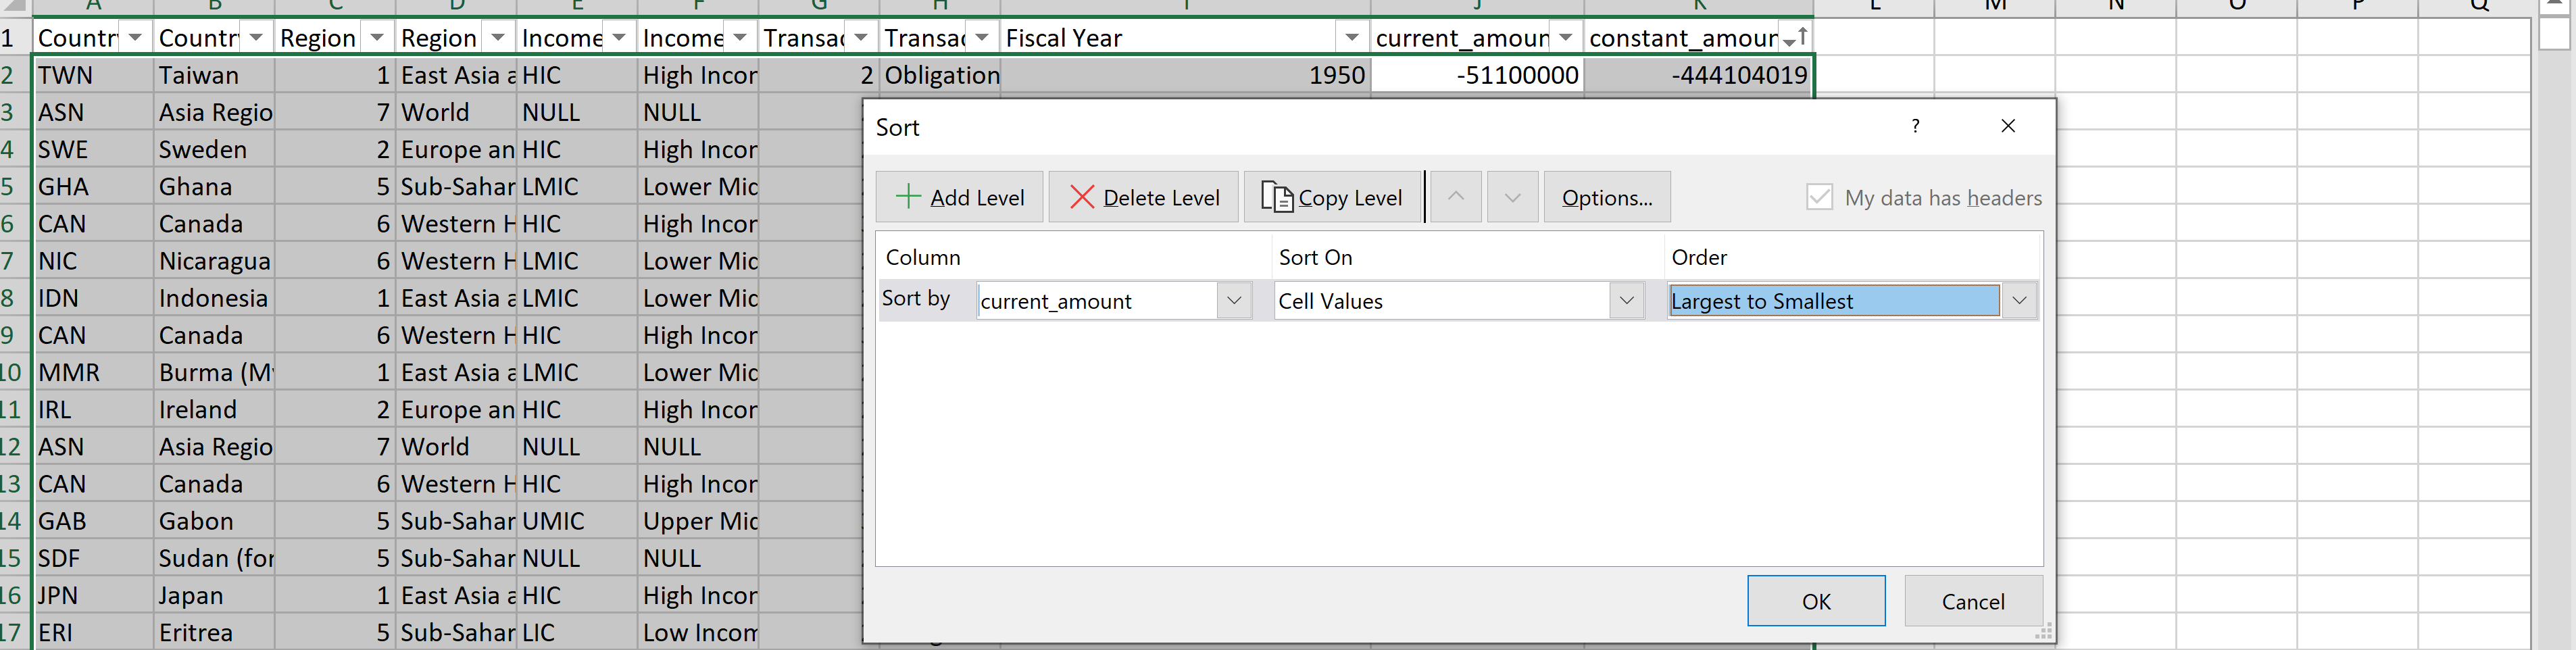 A B C D E F G H I J K L M N O P Q
1 Countr Countr Region Region Income Income Transac Transac Fiscal Year current_amoun constant_amour
2 TWN Taiwan 1 East Asia a HIC High Incor 2 Obligation 1950 -51100000 -444104019
3 ASN Asia Regio 7 World NULL NULL
4 SWE Sweden 2 Europe an HIC High Incor
5 GHA Ghana 5 Sub-Sahar LMIC Lower Mid
6 CAN Canada 6 Western H HIC High Incor
7 NIC Nicaragua 6 Western H LMIC Lower Mid
8 IDN Indonesia 1 East Asia a LMIC Lower Mid
9 CAN Canada 6 Western H HIC High Incor
10 MMR Burma (My 1 East Asia a LMIC Lower Mid
11 IRL Ireland 2 Europe an HIC High Incor
12 ASN Asia Regio 7 World NULL NULL
13 CAN Canada 6 Western H HIC High Incor
14 GAB Gabon 5 Sub-Sahar UMIC Upper Mid
15 SDF Sudan (for 5 Sub-Sahar NULL NULL
16 JPN Japan 1 East Asia a HIC High Incor
17 ERI Eritrea 5 Sub-Sahar LIC Low Incom
Sort ?
Add Level Delete Level Copy Level Options... My data has headers
Column Sort On Order
Sort by current_amount Cell Values Largest to Smallest
OK Cancel